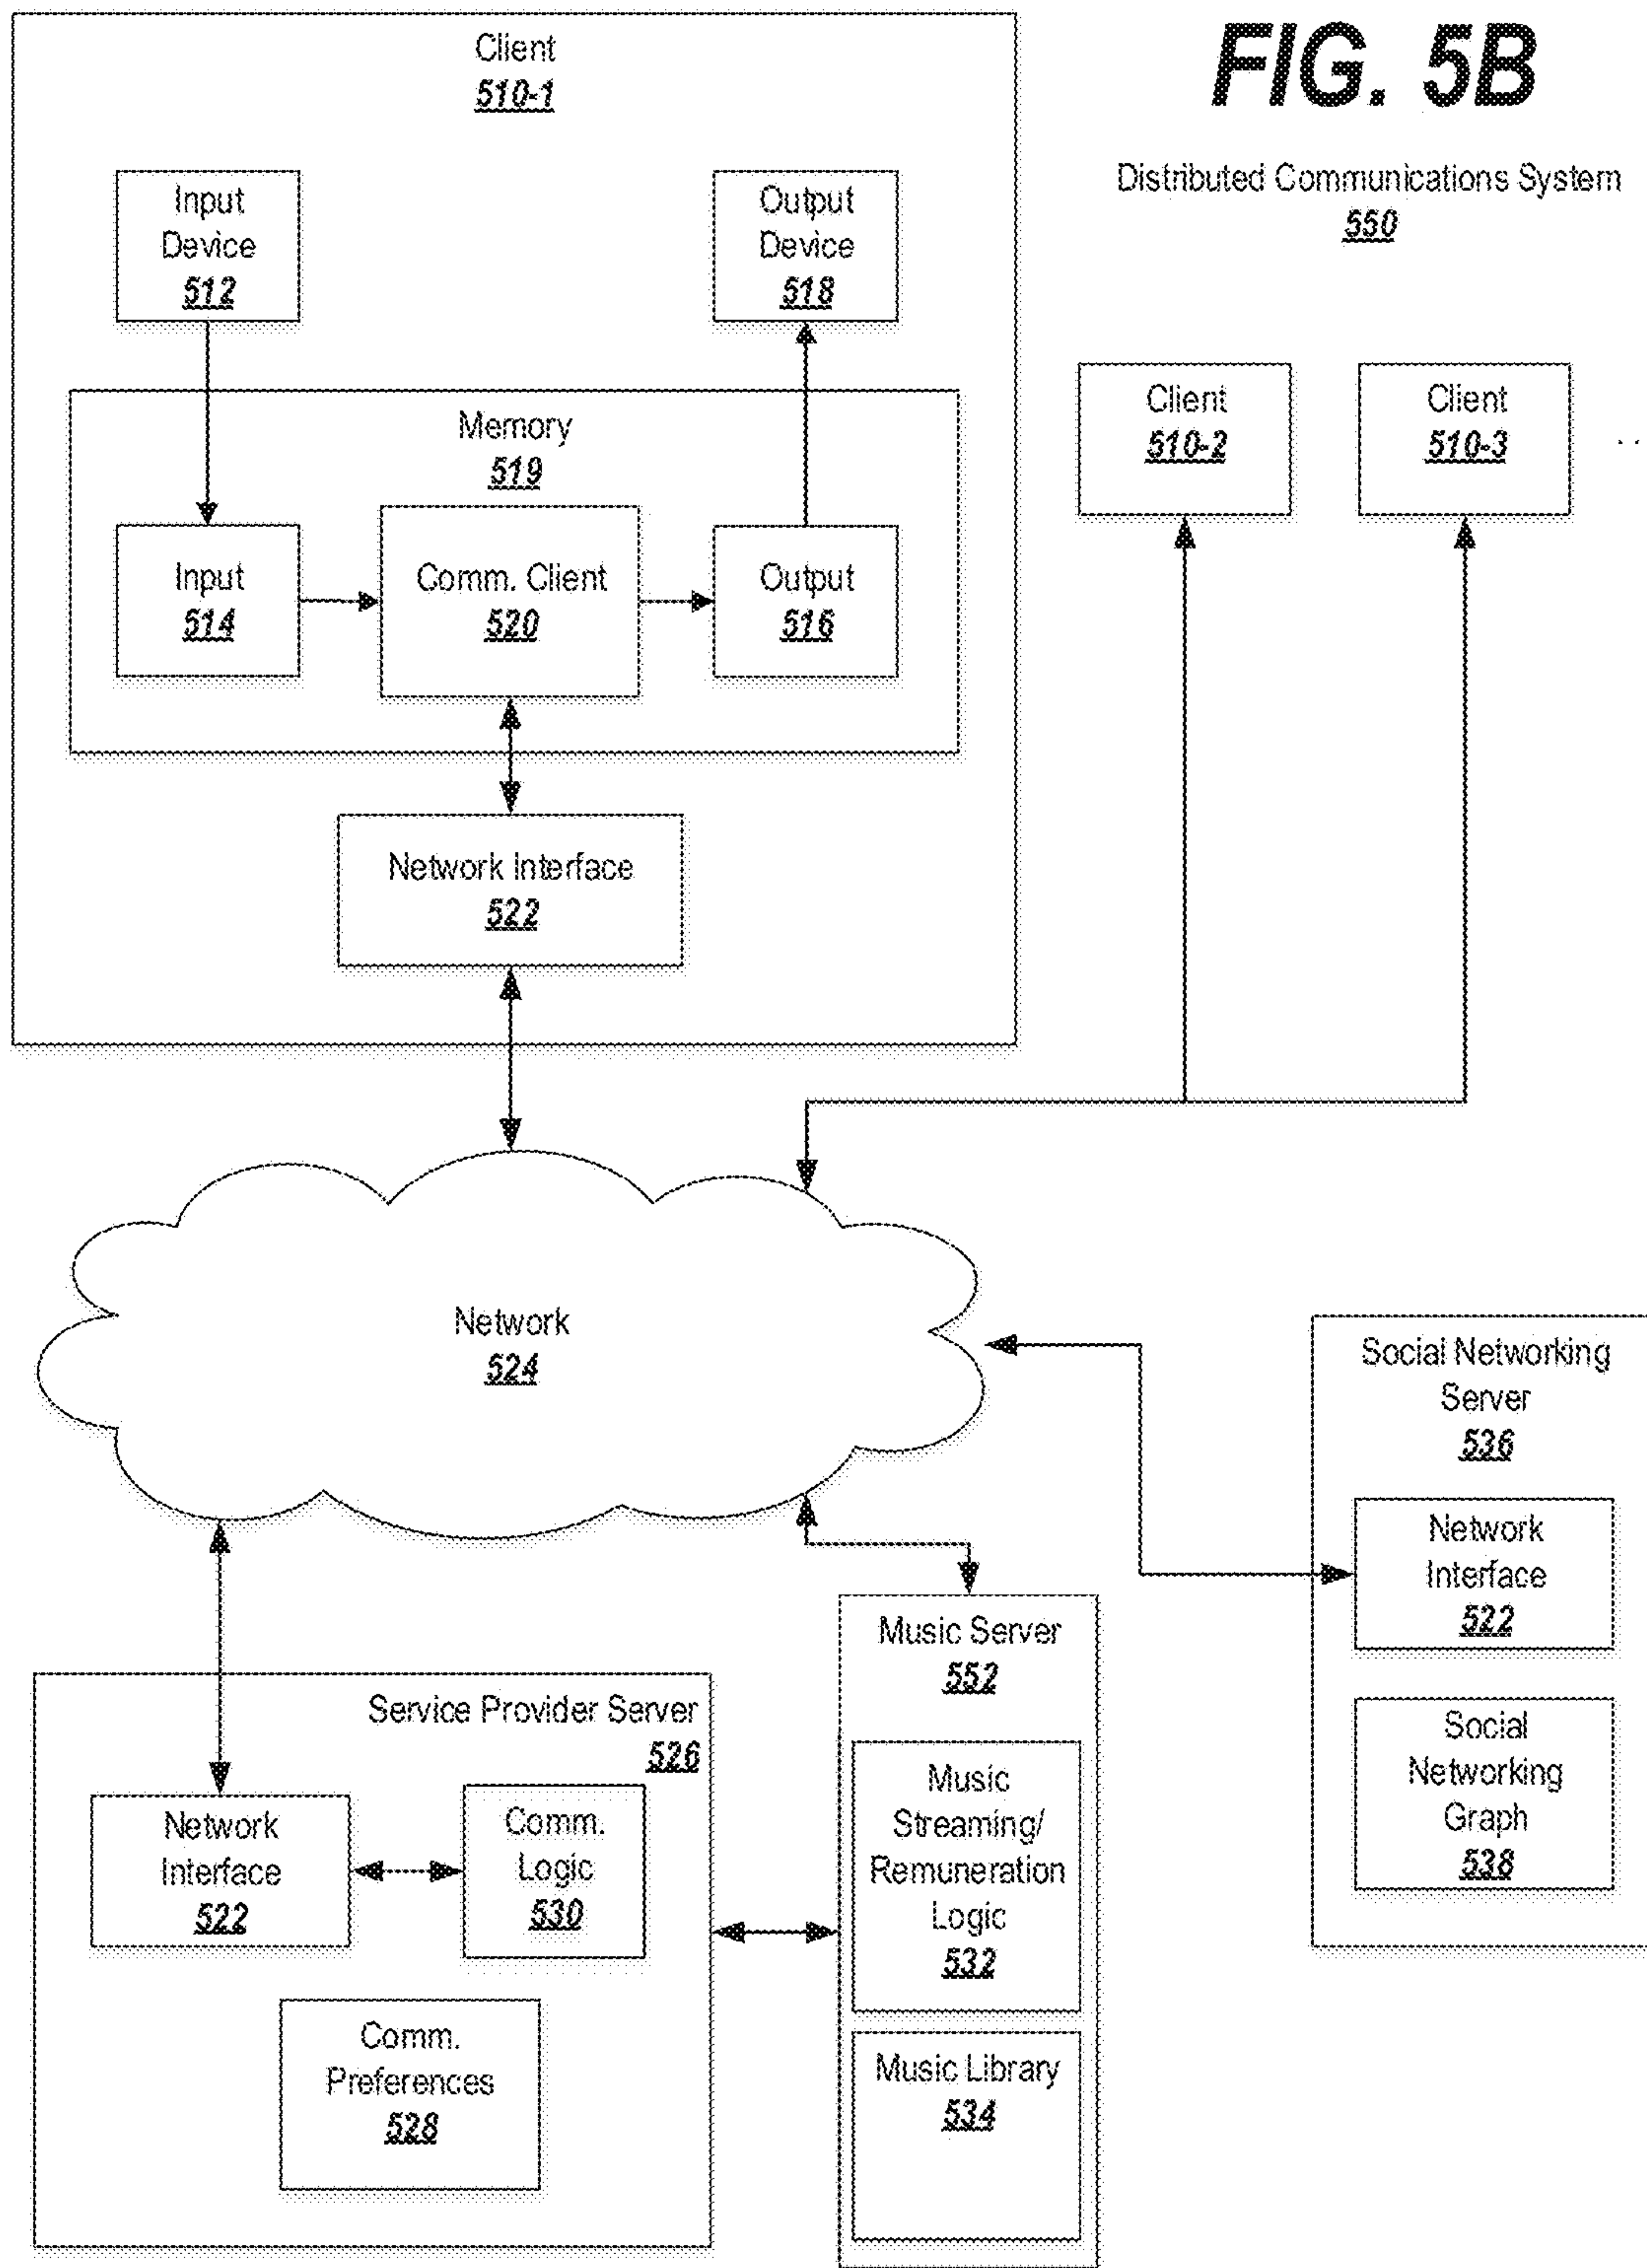 FIG. 5B
Distributed Communications System
550
Client
510-1
Input
Device
512
Output
Device
518
Memory
519
Input
514
Comm. Client
520
Output
516
Network Interface
522
Client
510-2
Client
510-3
..
Network
524
Social Networking
Server
536
Network
Interface
522
Social
Networking
Graph
538
Service Provider Server
526
Network
Interface
522
Comm.
Logic
530
Comm.
Preferences
528
Music Server
552
Music
Streaming/
Remuneration
Logic
532
Music Library
534